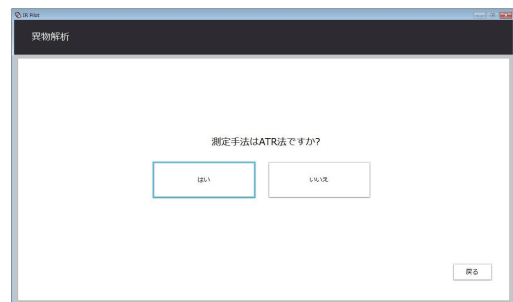 IR Pilot
異物解析
測定手法はATR法ですか?
はい
いいえ
戻る